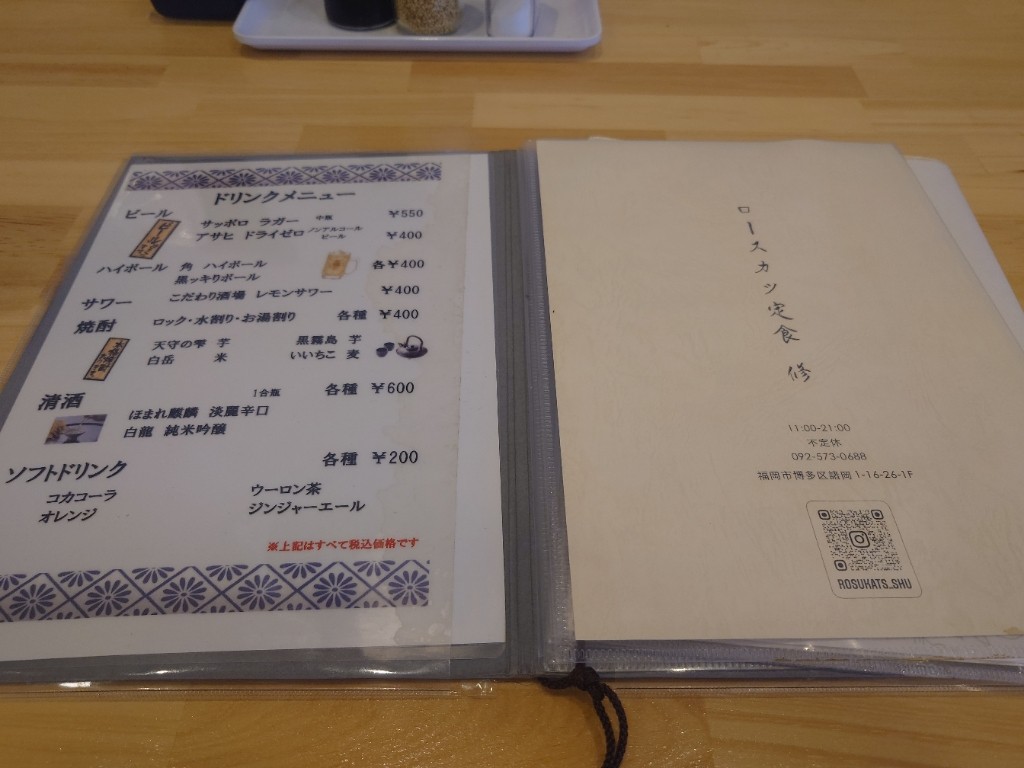 ドリンクメニュー
ビール
サッポロ ラガー 中瓶 ¥550
アサヒ ドライゼロ ノンアルコールビール ¥400
ハイボール 角 ハイボール 各¥400
黒ッキリボール
サワー こだわり酒場 レモンサワー ¥400
焼酎 ロック・水割り・お湯割り 各種 ¥400
天守の雫 芋 黒霧島 芋
白岳 米 いいちこ 麦
清酒 1合瓶 各種 ¥600
ほまれ麒麟 淡麗辛口
白龍 純米吟醸
ソフトドリンク 各種 ¥200
コカコーラ ウーロン茶
オレンジ ジンジャーエール
※上記はすべて税込価格です
ロースカツ定食 修
11:00-21:00
不定休
092-573-0688
福岡市博多区諸岡 1-16-26-1F
ROSUKATS_SHU